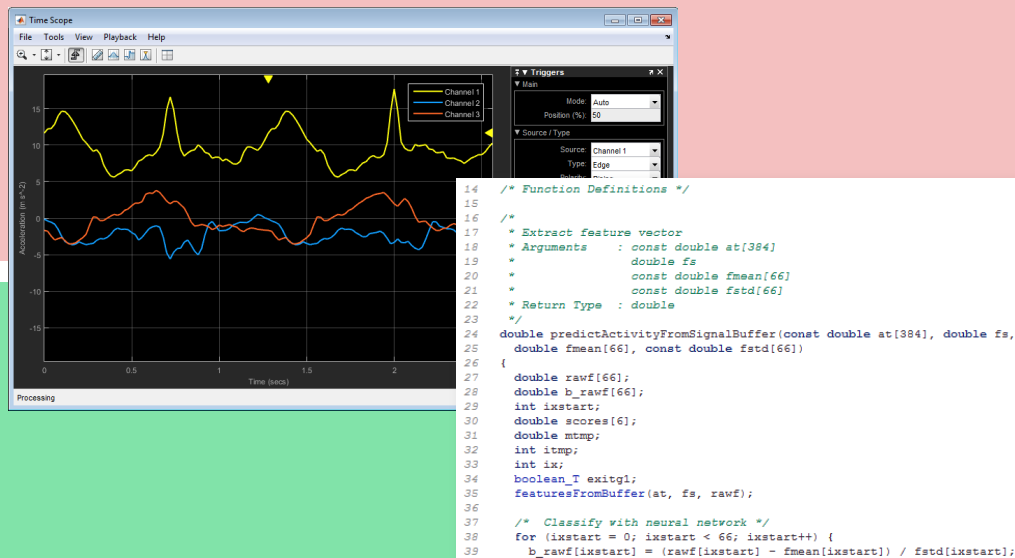 Time Scope
File Tools View Playback Help
Triggers
Main
Mode: Auto
Position (%): 50
Source / Type
Source: Channel 1
Type: Edge
Channel 1
Channel 2
Channel 3
15
10
5
0
-5
-10
-15
Acceleration (m s^-2)
0 0.5 1 1.5 2
Time (secs)
Processing
14 /* Function Definitions */
15
16 /*
17 * Extract feature vector
18 * Arguments : const double at[384]
19 * double fs
20 * const double fmean[66]
21 * const double fstd[66]
22 * Return Type : double
23 */
24 double predictActivityFromSignalBuffer(const double at[384], double fs,
25 double fmean[66], const double fstd[66])
26 {
27 double rawf[66];
28 double b_rawf[66];
29 int ixstart;
30 double scores[6];
31 double mtmp;
32 int itmp;
33 int ix;
34 boolean_T exitg1;
35 featuresFromBuffer(at, fs, rawf);
36
37 /* Classify with neural network */
38 for (ixstart = 0; ixstart < 66; ixstart++) {
39 b_rawf[ixstart] = (rawf[ixstart] - fmean[ixstart]) / fstd[ixstart];